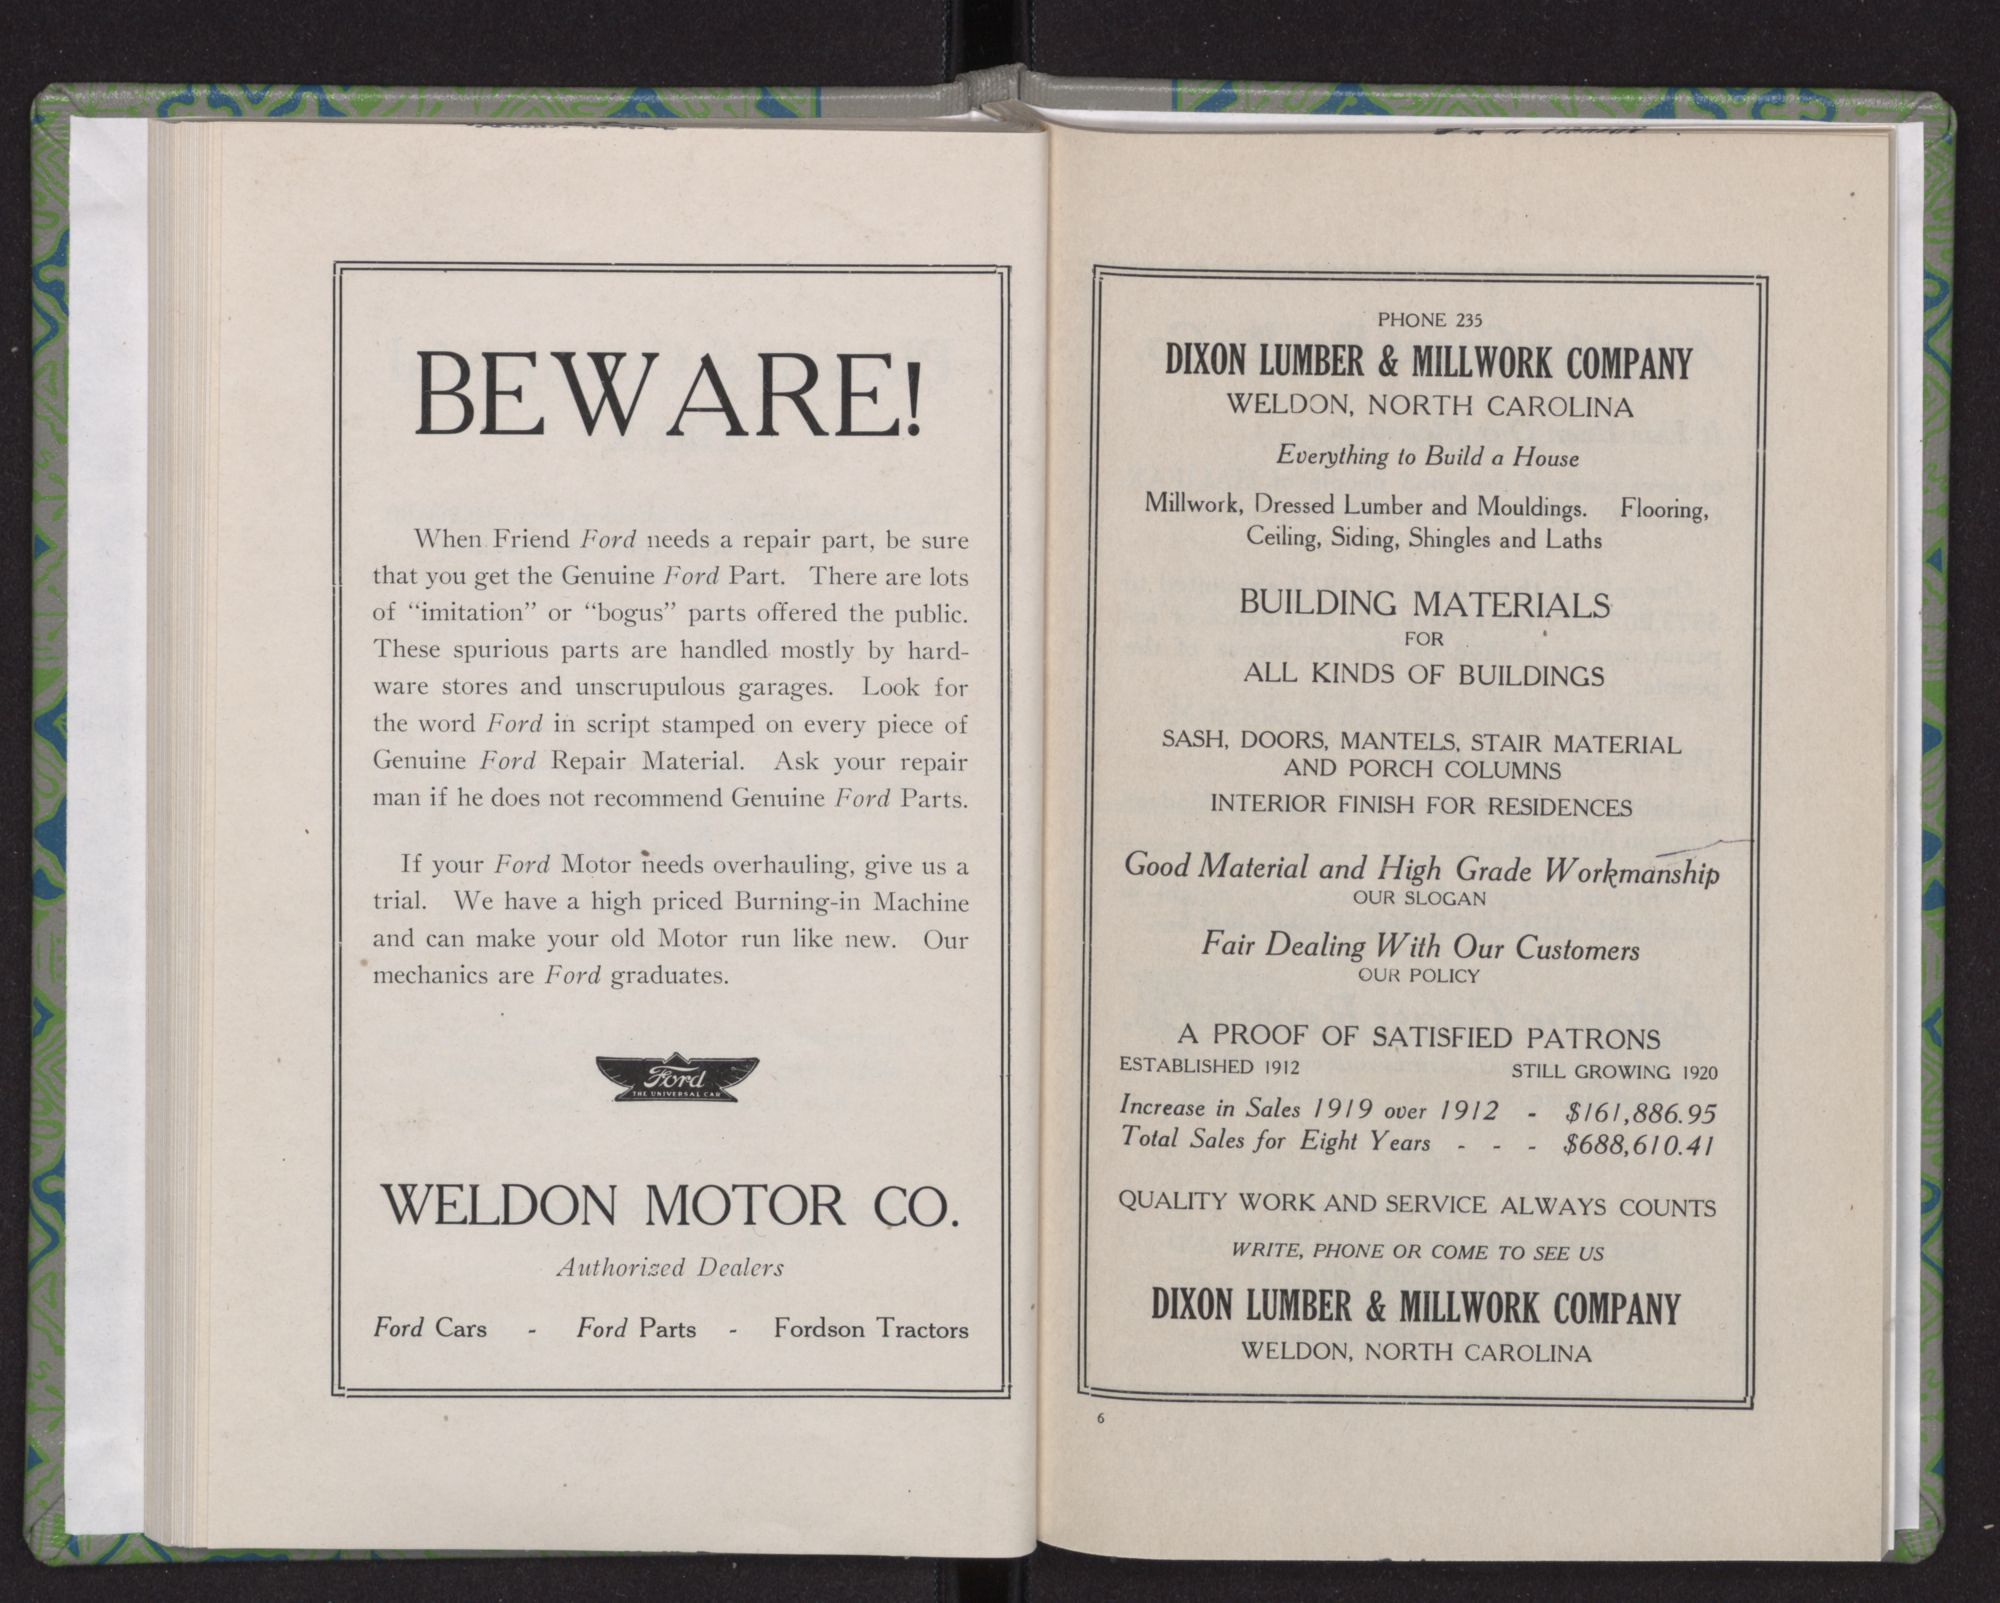 BEWARE!
When Friend Ford needs a repair part, be sure
that you get the Genuine Ford Part. There are lots
of “imitation” or “bogus” parts offered the public.
These spurious parts are handled mostly by hard-
ware stores and unscrupulous garages. Look for
the word Ford in script stamped on every piece of
Genuine Ford Repair Material. Ask your repair
man if he does not recommend Genuine Ford Parts.
If your Ford Motor needs overhauling, give us a
trial. We have a high priced Burning-in Machine
and can make your old Motor run like new. Our
mechanics are Ford graduates.
Ford
THE UNIVERSAL CAR
WELDON MOTOR CO.
Authorized Dealers
Ford Cars - Ford Parts - Fordson Tractors
PHONE 235
DIXON LUMBER & MILLWORK COMPANY
WELDON, NORTH CAROLINA
Everything to Build a House
Millwork, Dressed Lumber and Mouldings. Flooring,
Ceiling, Siding, Shingles and Laths
BUILDING MATERIALS
FOR
ALL KINDS OF BUILDINGS
SASH, DOORS, MANTELS, STAIR MATERIAL
AND PORCH COLUMNS
INTERIOR FINISH FOR RESIDENCES
Good Material and High Grade Workmanship
OUR SLOGAN
Fair Dealing With Our Customers
OUR POLICY
A PROOF OF SATISFIED PATRONS
ESTABLISHED 1912 STILL GROWING 1920
Increase in Sales 1919 over 1912 - $161,886.95
Total Sales for Eight Years - - - $688,610.41
QUALITY WORK AND SERVICE ALWAYS COUNTS
WRITE, PHONE OR COME TO SEE US
DIXON LUMBER & MILLWORK COMPANY
WELDON, NORTH CAROLINA
6